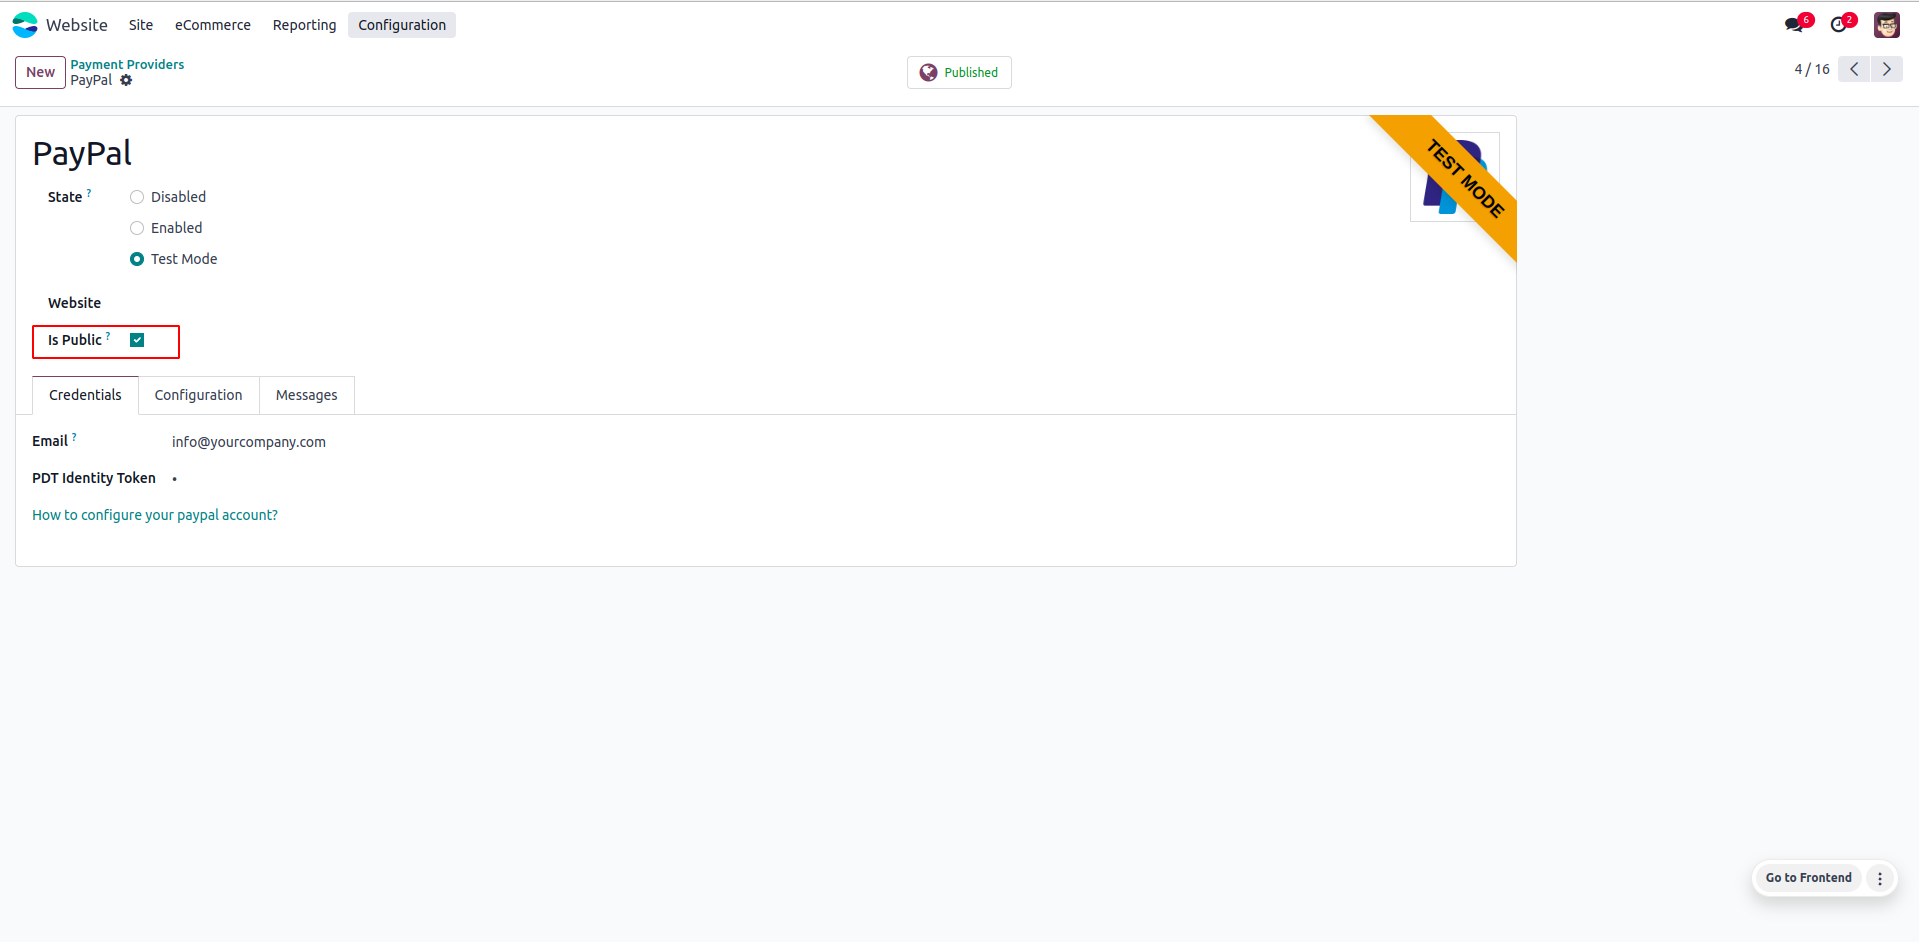 Website Site eCommerce Reporting Configuration 6 2
New Payment Providers
PayPal
Published
4 / 16
PayPal
TEST MODE
State ? Disabled
Enabled
Test Mode
Website
Is Public ?
Credentials Configuration Messages
Email ? info@yourcompany.com
PDT Identity Token •
How to configure your paypal account?
Go to Frontend